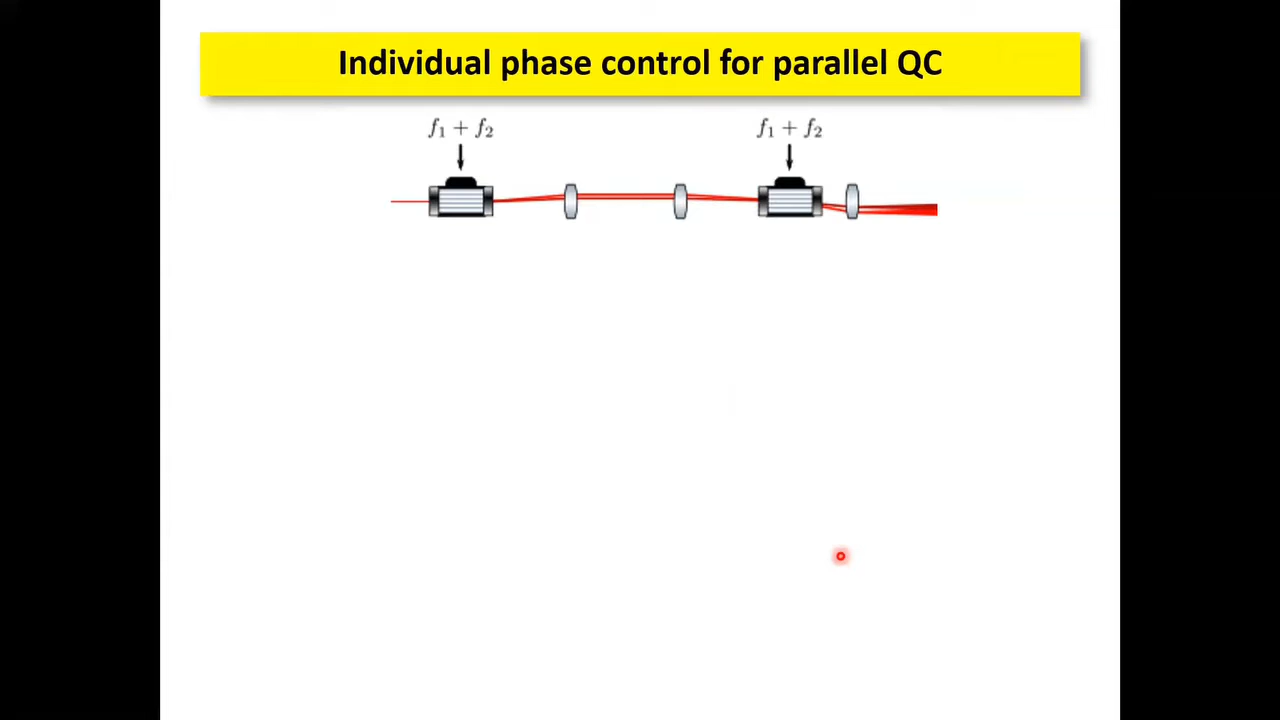 Individual phase control for parallel QC
f₁ + f₂ f₁ + f₂